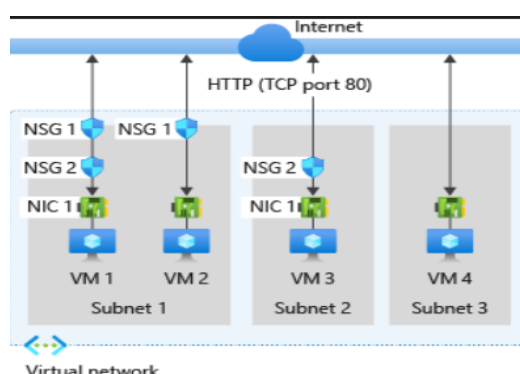 Internet
HTTP (TCP port 80)
NSG 1 NSG 1
NSG 2 NSG 2
NIC 1 NIC 1
VM 1 VM 2 VM 3 VM 4
Subnet 1 Subnet 2 Subnet 3
Virtual network